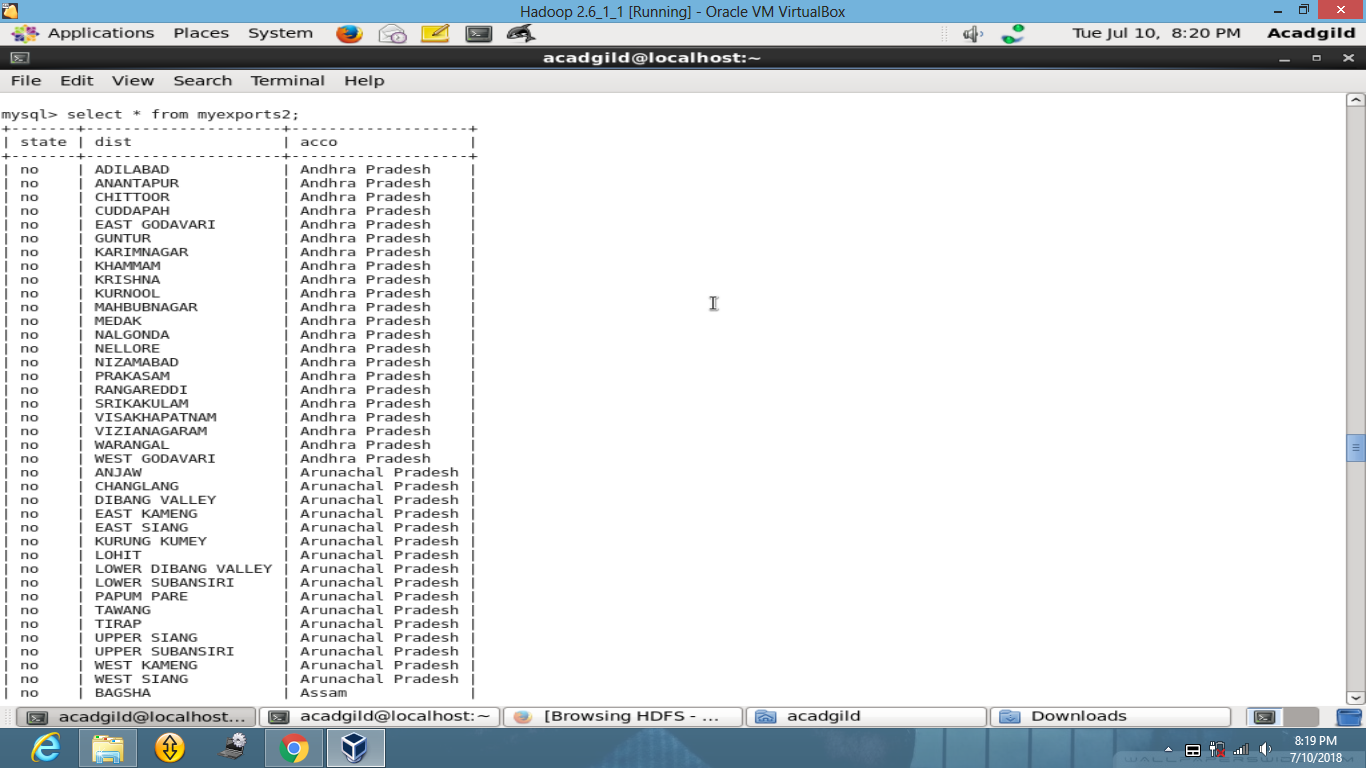 Hadoop 2.6_1_1 [Running] - Oracle VM VirtualBox
Applications Places System Tue Jul 10, 8:20 PM Acadgild
acadgild@localhost:~
File Edit View Search Terminal Help
mysql> select * from myexports2;
+-------+----------------------+--------------------+
| state | dist | acco |
+-------+----------------------+--------------------+
| no | ADILABAD | Andhra Pradesh |
| no | ANANTAPUR | Andhra Pradesh |
| no | CHITTOOR | Andhra Pradesh |
| no | CUDDAPAH | Andhra Pradesh |
| no | EAST GODAVARI | Andhra Pradesh |
| no | GUNTUR | Andhra Pradesh |
| no | KARIMNAGAR | Andhra Pradesh |
| no | KHAMMAM | Andhra Pradesh |
| no | KRISHNA | Andhra Pradesh |
| no | KURNOOL | Andhra Pradesh |
| no | MAHBUBNAGAR | Andhra Pradesh |
| no | MEDAK | Andhra Pradesh |
| no | NALGONDA | Andhra Pradesh |
| no | NELLORE | Andhra Pradesh |
| no | NIZAMABAD | Andhra Pradesh |
| no | PRAKASAM | Andhra Pradesh |
| no | RANGAREDDI | Andhra Pradesh |
| no | SRIKAKULAM | Andhra Pradesh |
| no | VISAKHAPATNAM | Andhra Pradesh |
| no | VIZIANAGARAM | Andhra Pradesh |
| no | WARANGAL | Andhra Pradesh |
| no | WEST GODAVARI | Andhra Pradesh |
| no | ANJAW | Arunachal Pradesh |
| no | CHANGLANG | Arunachal Pradesh |
| no | DIBANG VALLEY | Arunachal Pradesh |
| no | EAST KAMENG | Arunachal Pradesh |
| no | EAST SIANG | Arunachal Pradesh |
| no | KURUNG KUMEY | Arunachal Pradesh |
| no | LOHIT | Arunachal Pradesh |
| no | LOWER DIBANG VALLEY | Arunachal Pradesh |
| no | LOWER SUBANSIRI | Arunachal Pradesh |
| no | PAPUM PARE | Arunachal Pradesh |
| no | TAWANG | Arunachal Pradesh |
| no | TIRAP | Arunachal Pradesh |
| no | UPPER SIANG | Arunachal Pradesh |
| no | UPPER SUBANSIRI | Arunachal Pradesh |
| no | WEST KAMENG | Arunachal Pradesh |
| no | WEST SIANG | Arunachal Pradesh |
| no | BAGSHA | Assam |
acadgild@localhost... acadgild@localhost:~ [Browsing HDFS - ... acadgild Downloads
8:19 PM
7/10/2018